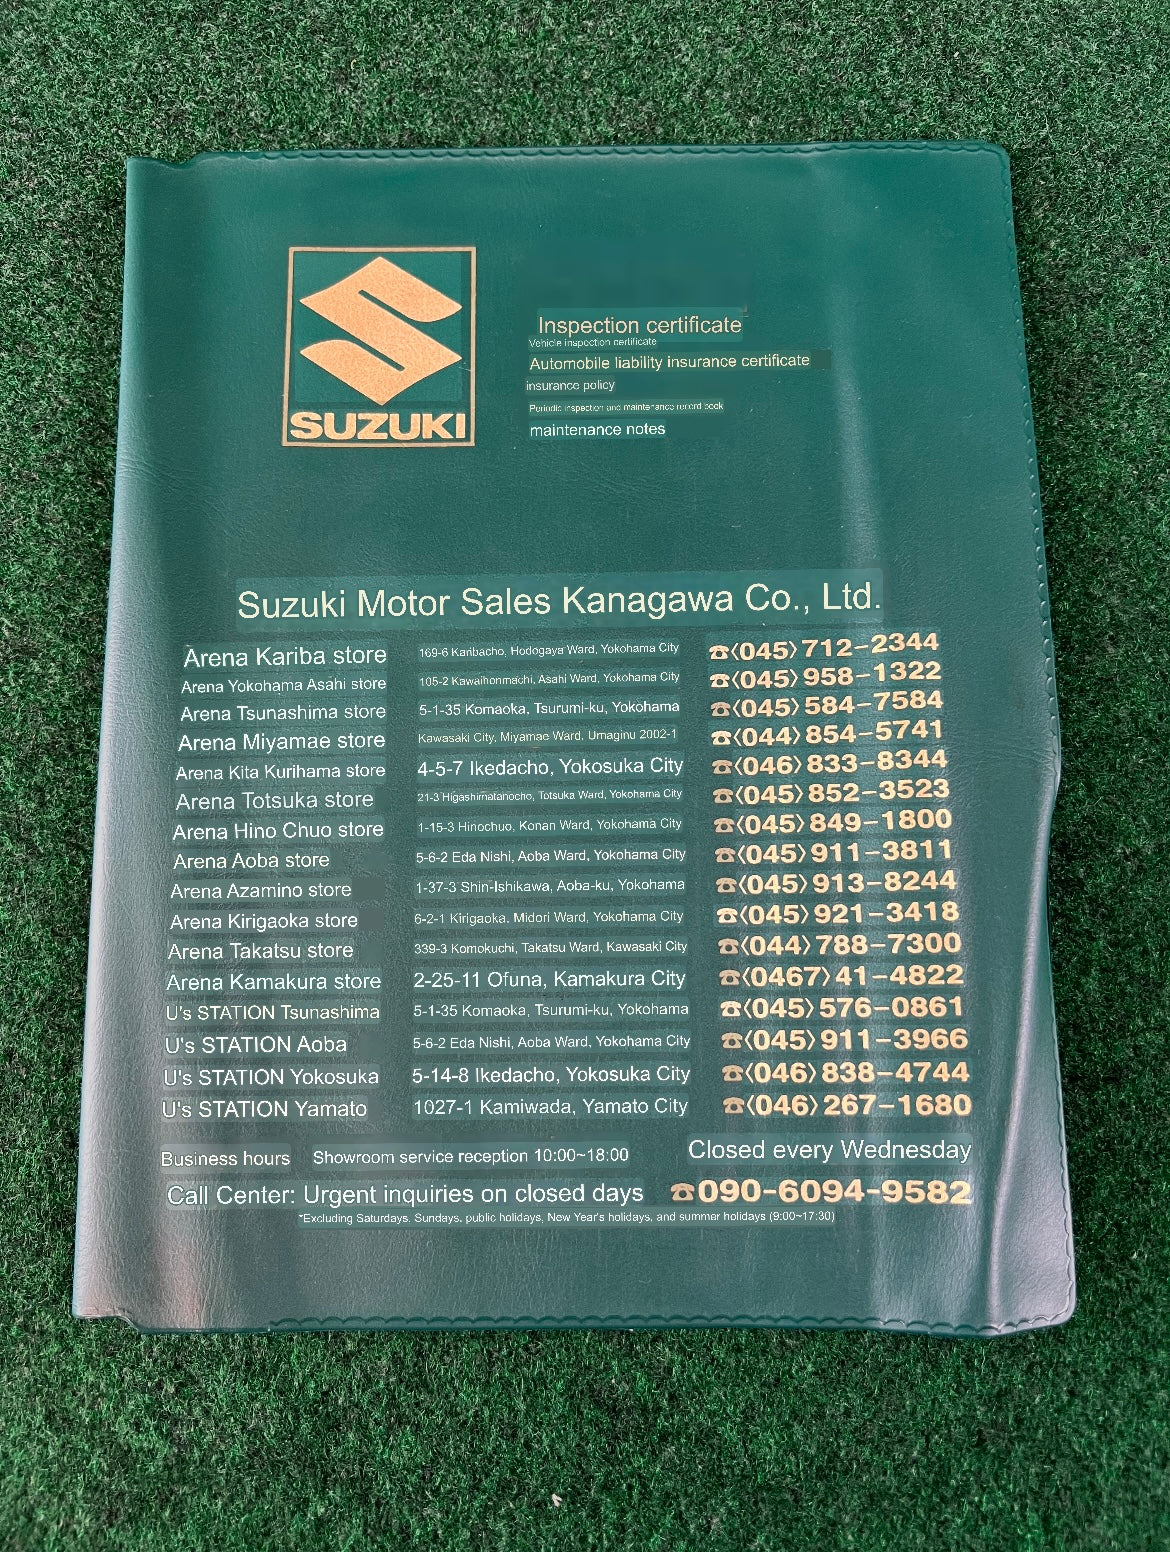 SUZUKI
Inspection certificate
Vehicle inspection certificate
Automobile liability insurance certificate
insurance policy
Periodic inspection and maintenance record book
maintenance notes
Suzuki Motor Sales Kanagawa Co., Ltd.
Arena Kariba store 169-6 Karibacho, Hodogaya Ward, Yokohama City ☎(045)712-2344
Arena Yokohama Asahi store 105-2 Kawaihonmachi, Asahi Ward, Yokohama City ☎(045)958-1322
Arena Tsunashima store 5-1-35 Komaoka, Tsurumi-ku, Yokohama ☎(045)584-7584
Arena Miyamae store Kawasaki City, Miyamae Ward, Umaginu 2002-1 ☎(044)854-5741
Arena Kita Kurihama store 4-5-7 Ikedacho, Yokosuka City ☎(046)833-8344
Arena Totsuka store 21-3 Higashimatanocho, Totsuka Ward, Yokohama City ☎(045)852-3523
Arena Hino Chuo store 1-15-3 Hinochuo, Konan Ward, Yokohama City ☎(045)849-1800
Arena Aoba store 5-6-2 Eda Nishi, Aoba Ward, Yokohama City ☎(045)911-3811
Arena Azamino store 1-37-3 Shin-Ishikawa, Aoba-ku, Yokohama ☎(045)913-8244
Arena Kirigaoka store 6-2-1 Kirigaoka, Midori Ward, Yokohama City ☎(045)921-3418
Arena Takatsu store 339-3 Komokuchi, Takatsu Ward, Kawasaki City ☎(044)788-7300
Arena Kamakura store 2-25-11 Ofuna, Kamakura City ☎(0467)41-4822
U's STATION Tsunashima 5-1-35 Komaoka, Tsurumi-ku, Yokohama ☎(045)576-0861
U's STATION Aoba 5-6-2 Eda Nishi, Aoba Ward, Yokohama City ☎(045)911-3966
U's STATION Yokosuka 5-14-8 Ikedacho, Yokosuka City ☎(046)838-4744
U's STATION Yamato 1027-1 Kamiwada, Yamato City ☎(046)267-1680
Business hours Showroom service reception 10:00~18:00 Closed every Wednesday
Call Center: Urgent inquiries on closed days ☎090-6094-9582
*Excluding Saturdays, Sundays, public holidays, New Year's holidays, and summer holidays (9:00~17:30)